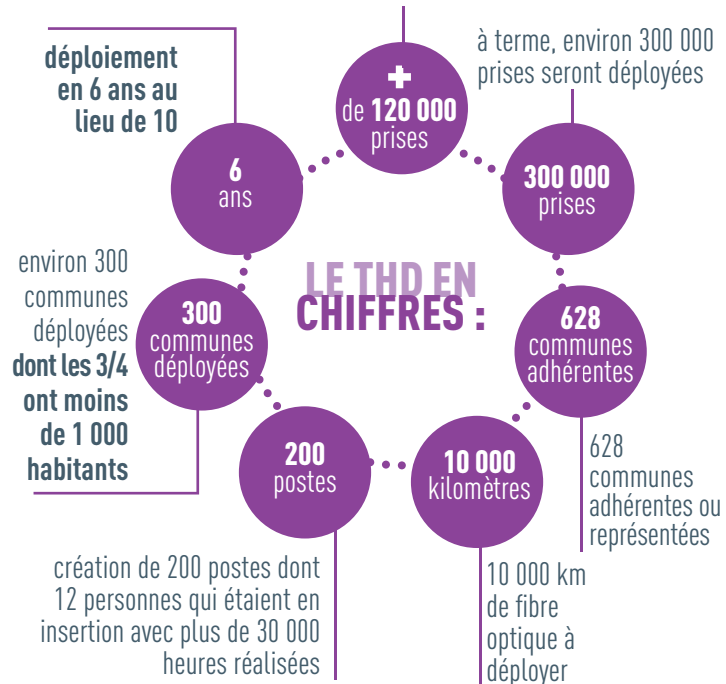 LE THD EN
CHIFFRES :
+
de 120 000
prises
à terme, environ 300 000
prises seront déployées
300 000
prises
628
communes
adhérentes
628
communes
adhérentes ou
représentées
10 000
kilomètres
10 000 km
de fibre
optique à
déployer
200
postes
création de 200 postes dont
12 personnes qui étaient en
insertion avec plus de 30 000
heures réalisées
300
communes
déployées
environ 300
communes
déployées
dont les 3/4
ont moins
de 1 000
habitants
6
ans
déploiement
en 6 ans au
lieu de 10